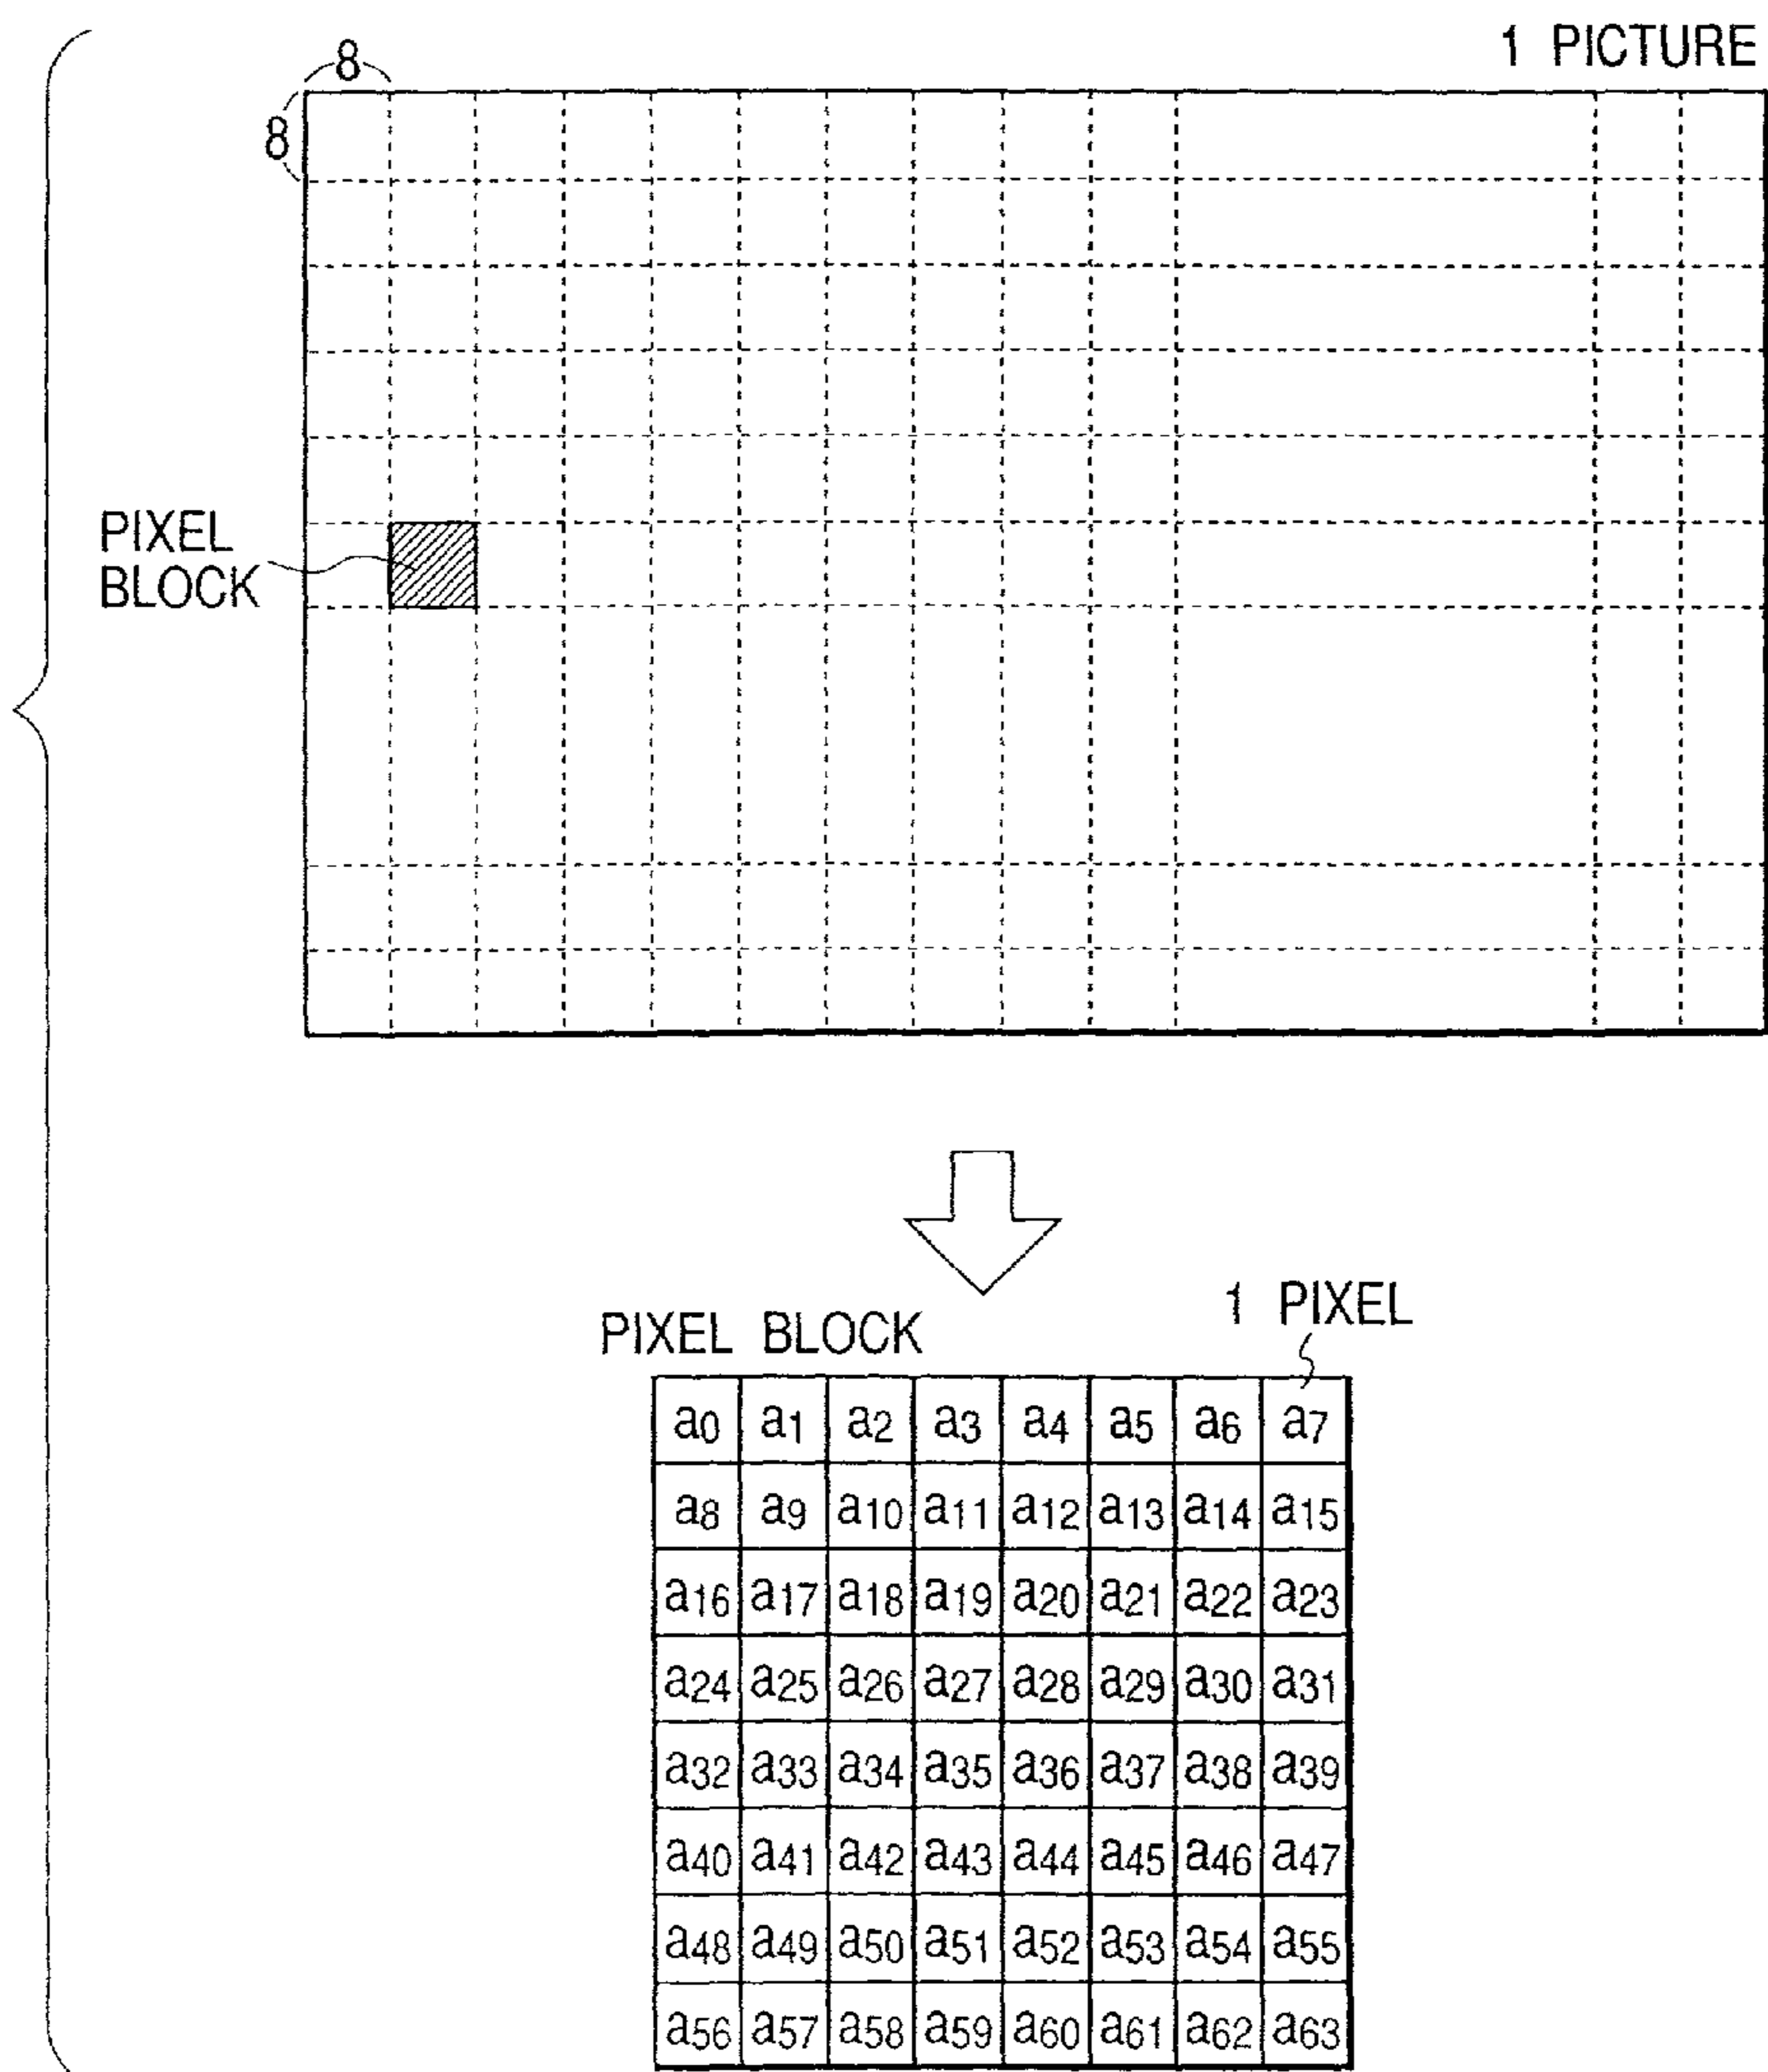 1 PICTURE
8
8
PIXEL
BLOCK
1 PIXEL
PIXEL BLOCK
a0 a1 a2 a3 a4 a5 a6 a7
a8 a9 a10 a11 a12 a13 a14 a15
a16 a17 a18 a19 a20 a21 a22 a23
a24 a25 a26 a27 a28 a29 a30 a31
a32 a33 a34 a35 a36 a37 a38 a39
a40 a41 a42 a43 a44 a45 a46 a47
a48 a49 a50 a51 a52 a53 a54 a55
a56 a57 a58 a59 a60 a61 a62 a63